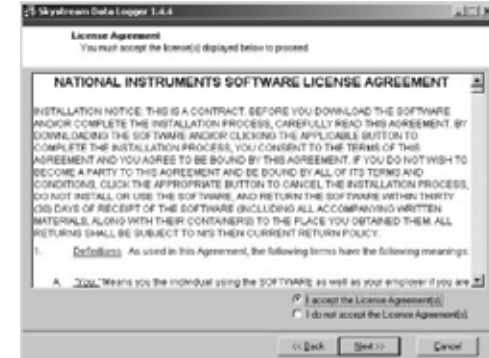 Skystream Data Logger 1.4.4
License Agreement
You must accept the license(s) displayed below to proceed.
NATIONAL INSTRUMENTS SOFTWARE LICENSE AGREEMENT
INSTALLATION NOTICE: THIS IS A CONTRACT. BEFORE YOU DOWNLOAD THE SOFTWARE
AND/OR COMPLETE THE INSTALLATION PROCESS, CAREFULLY READ THIS AGREEMENT. BY
DOWNLOADING THE SOFTWARE AND/OR CLICKING THE APPLICABLE BUTTON TO
COMPLETE THE INSTALLATION PROCESS, YOU CONSENT TO THE TERMS OF THIS
AGREEMENT AND YOU AGREE TO BE BOUND BY THIS AGREEMENT. IF YOU DO NOT WISH TO
BECOME A PARTY TO THIS AGREEMENT AND BE BOUND BY ALL OF ITS TERMS AND
CONDITIONS, CLICK THE APPROPRIATE BUTTON TO CANCEL THE INSTALLATION PROCESS,
DO NOT INSTALL OR USE THE SOFTWARE, AND RETURN THE SOFTWARE WITHIN THIRTY
(30) DAYS OF RECEIPT OF THE SOFTWARE (INCLUDING ALL ACCOMPANYING WRITTEN
MATERIALS, ALONG WITH THEIR CONTAINERS) TO THE PLACE YOU OBTAINED THEM. ALL
RETURNS SHALL BE SUBJECT TO NI'S THEN CURRENT RETURN POLICY.
1. Definitions. As used in this Agreement, the following terms have the following meanings:
A. "You." Means you the individual using the SOFTWARE as well as your employer if you are
I accept the License Agreement(s).
I do not accept the License Agreement(s).
<< Back Next >> Cancel